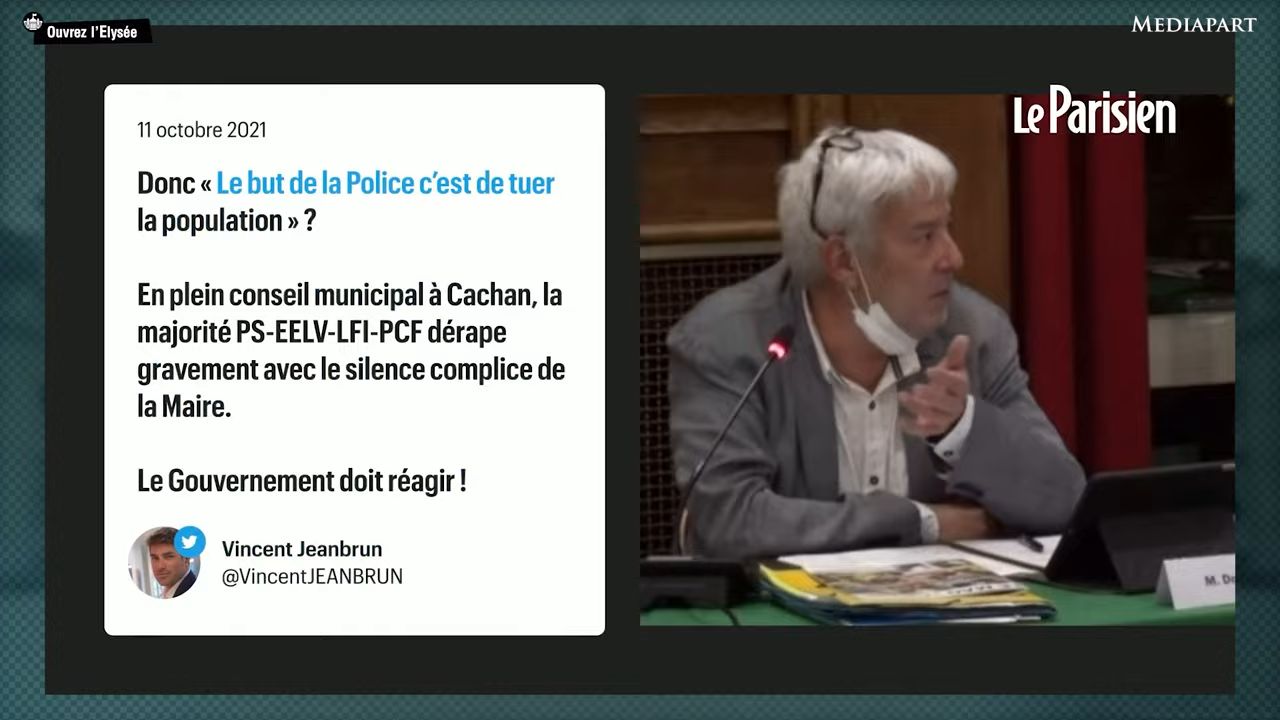 Ouvrez l'Elysée
MEDIAPART
Le Parisien
11 octobre 2021
Donc « Le but de la Police c'est de tuer
la population » ?
En plein conseil municipal à Cachan, la
majorité PS-EELV-LFI-PCF dérape
gravement avec le silence complice de
la Maire.
Le Gouvernement doit réagir !
Vincent Jeanbrun
@VincentJEANBRUN
M. De